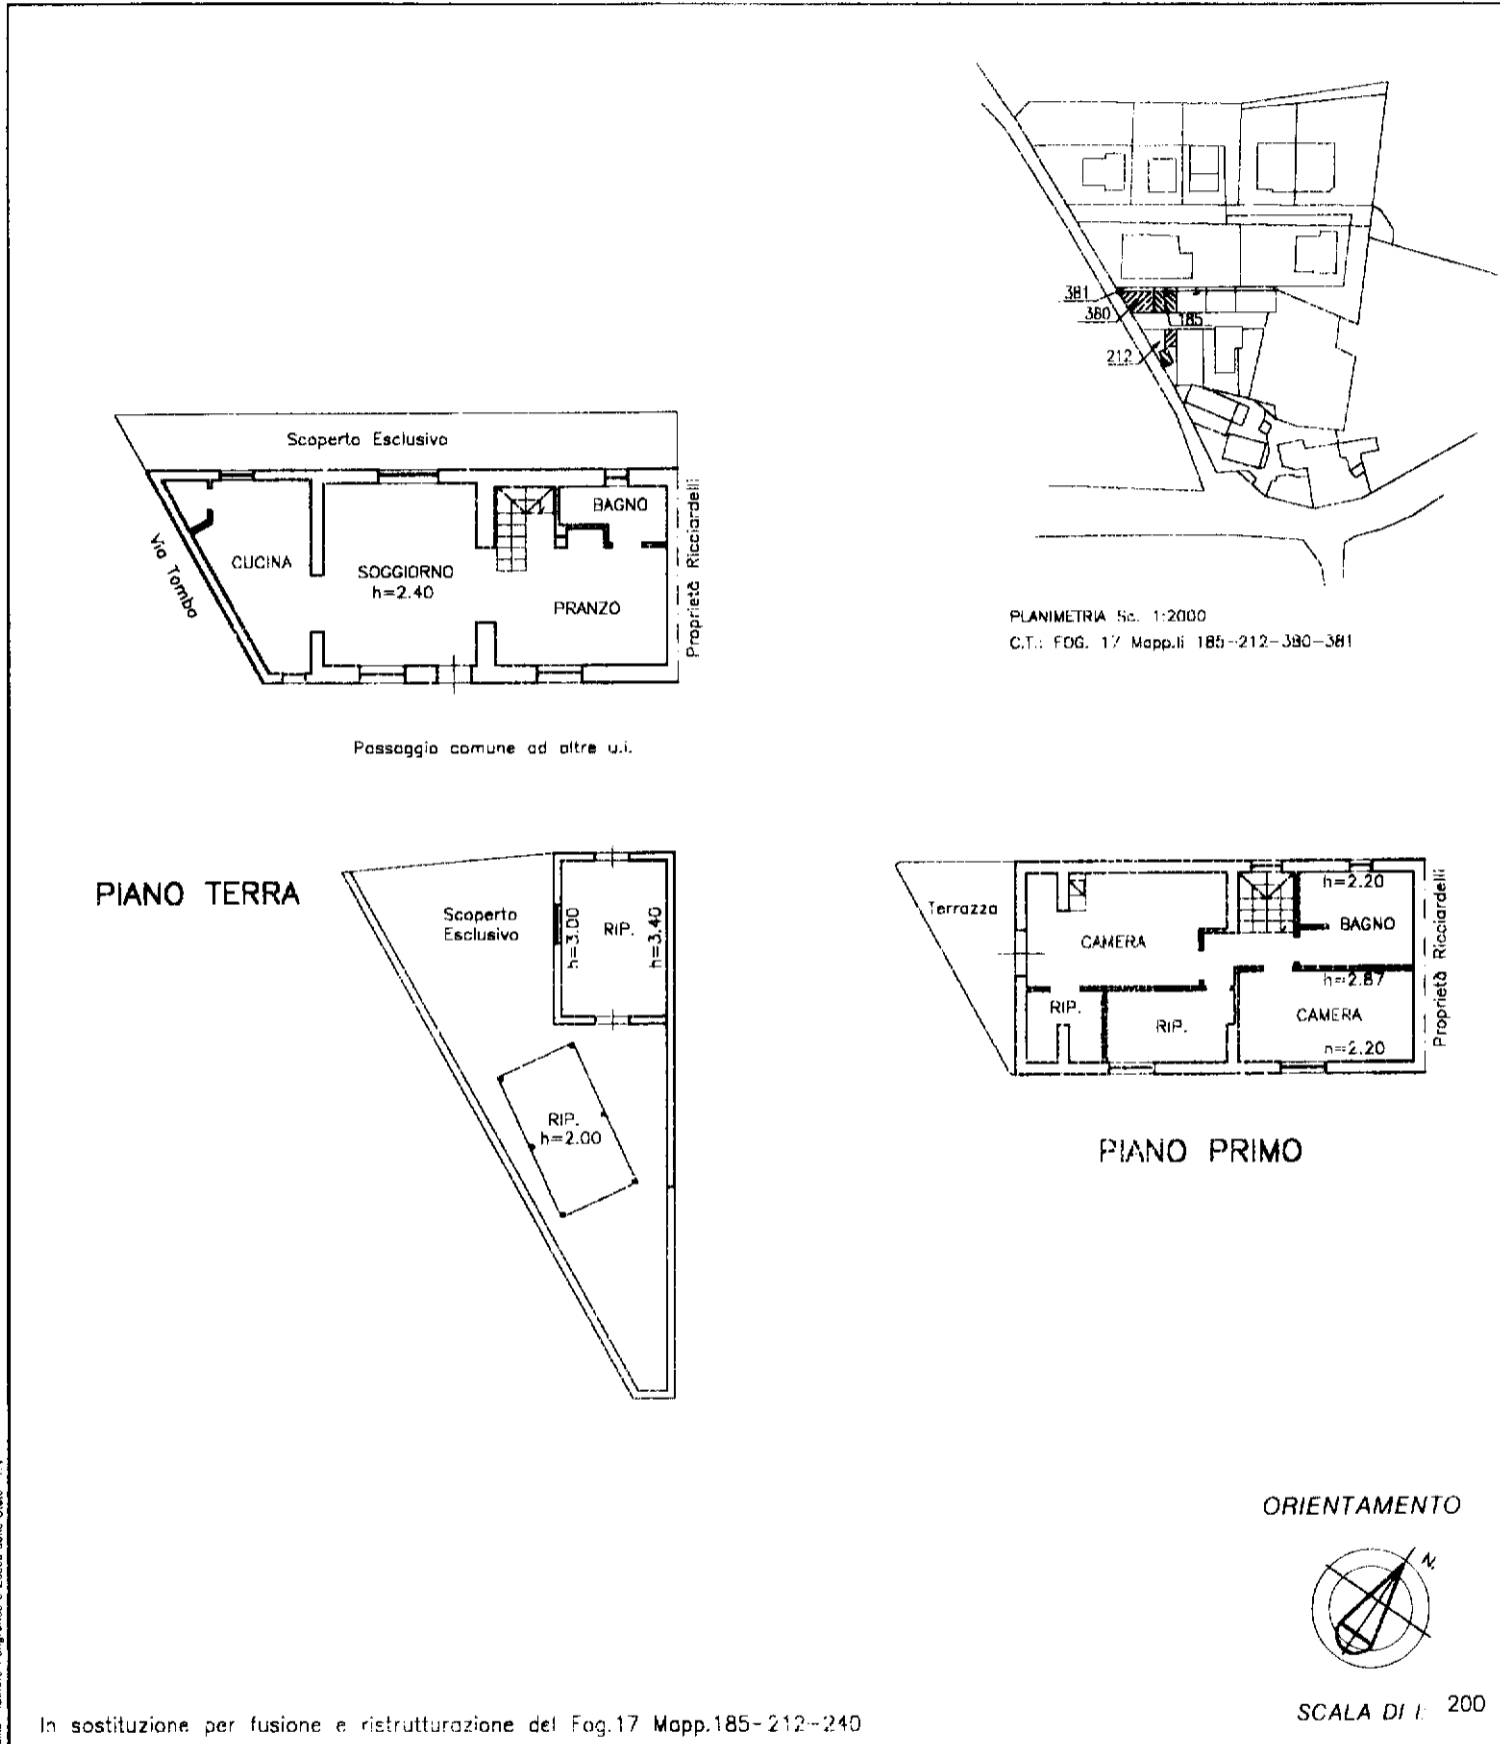 381
380
185
212
PLANIMETRIA Sc. 1:2000
C.T.: FOG. 17 Mapp.li 185-212-380-381
Scoperto Esclusivo
BAGNO
CUCINA
SOGGIORNO
h=2.40
PRANZO
Via Tomba
Proprietà Ricciardelli
Passaggio comune ad altre u.i.
PIANO TERRA
Scoperto
Esclusivo
h=3.00
RIP.
h=3.40
RIP.
h=2.00
Terrazza
CAMERA
h=2.20
BAGNO
h=2.87
RIP.
RIP.
CAMERA
h=2.20
Proprietà Ricciardelli
PIANO PRIMO
ORIENTAMENTO
N.
SCALA DI 1: 200
In sostituzione per fusione e ristrutturazione del Fog.17 Mapp.185-212-240